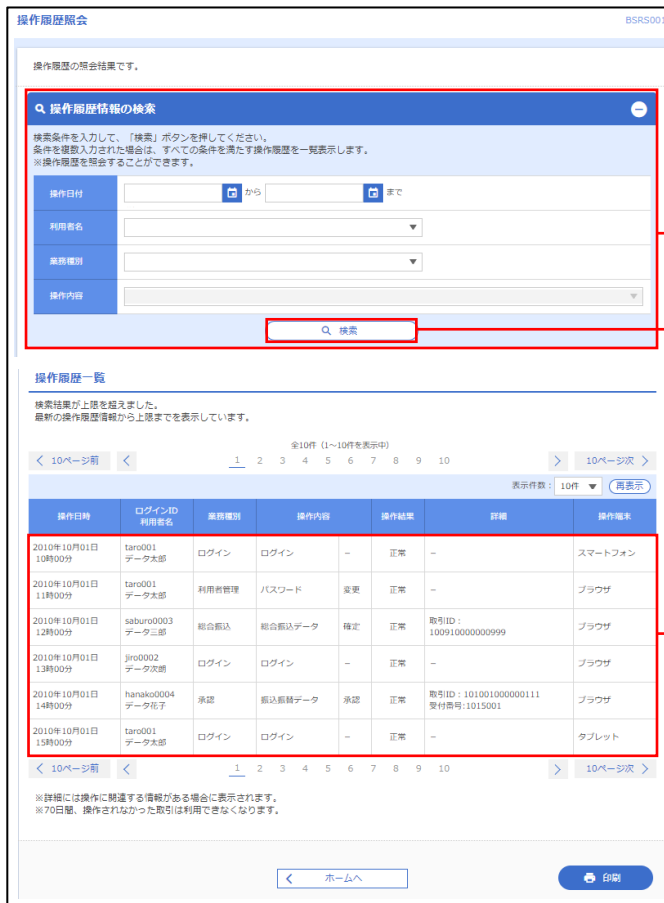 操作履歴照会
BSRS001
操作履歴の照会結果です。
操作履歴情報の検索
検索条件を入力して、「検索」ボタンを押してください。
条件を複数入力された場合は、すべての条件を満たす操作履歴を一覧表示します。
※操作履歴を照会することができます。
操作日付 から まで
利用者名
業務種別
操作内容
検索
操作履歴一覧
検索結果が上限を超えました。
最新の操作履歴情報から上限までを表示しています。
全10件（1～10件を表示中）
10ページ前 1 2 3 4 5 6 7 8 9 10 10ページ次
表示件数： 10件 再表示
操作日時 ログインID 利用者名 業務種別 操作内容 操作結果 詳細 操作端末
2010年10月01日 10時00分 taro001 データ太郎 ログイン ログイン － 正常 － スマートフォン
2010年10月01日 11時00分 taro001 データ太郎 利用者管理 パスワード 変更 正常 － ブラウザ
2010年10月01日 12時00分 saburo0003 データ三郎 総合振込 総合振込データ 確定 正常 取引ID： 100910000000999 ブラウザ
2010年10月01日 13時00分 jiro0002 データ次朗 ログイン ログイン － 正常 － ブラウザ
2010年10月01日 14時00分 hanako0004 データ花子 承認 振込振替データ 承認 正常 取引ID：101001000000111 受付番号:1015001 ブラウザ
2010年10月01日 15時00分 taro001 データ太郎 ログイン ログイン － 正常 － タブレット
10ページ前 1 2 3 4 5 6 7 8 9 10 10ページ次
※詳細には操作に関連する情報がある場合に表示されます。
※70日間、操作されなかった取引は利用できなくなります。
ホームへ
印刷